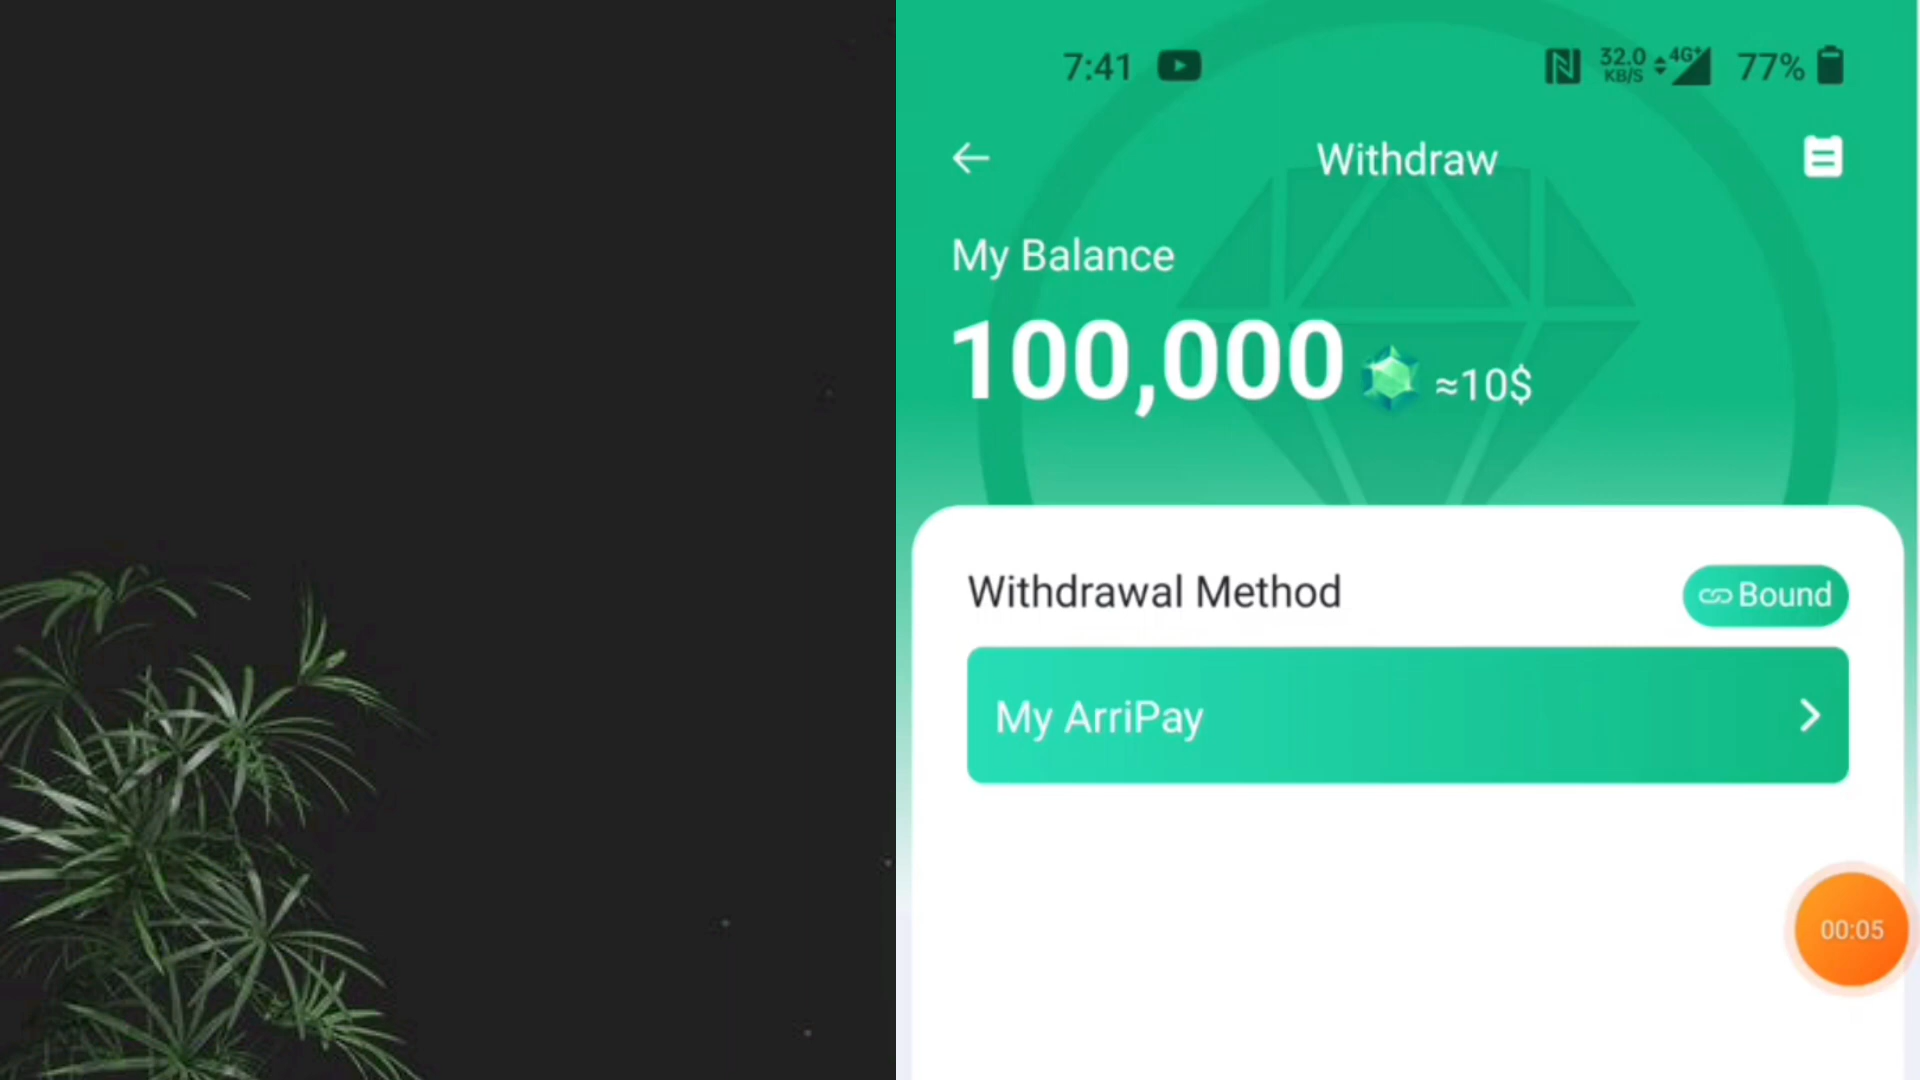 7:41 32.0 KB/S 4G+ 77%
Withdraw
My Balance
100,000 ≈10$
Withdrawal Method Bound
My ArriPay
00:05